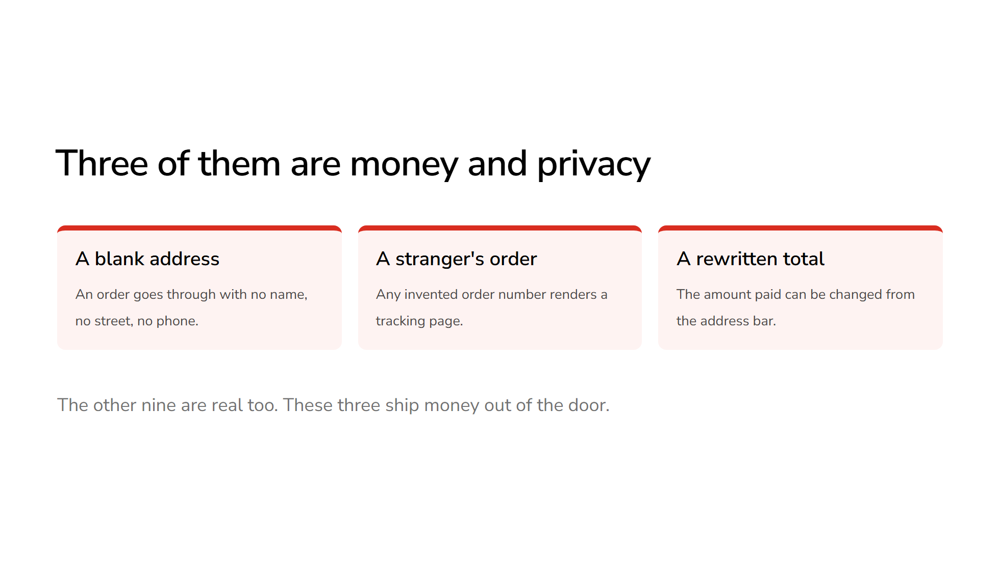 Three of them are money and privacy
A blank address
An order goes through with no name,
no street, no phone.
A stranger's order
Any invented order number renders a
tracking page.
A rewritten total
The amount paid can be changed from
the address bar.
The other nine are real too. These three ship money out of the door.